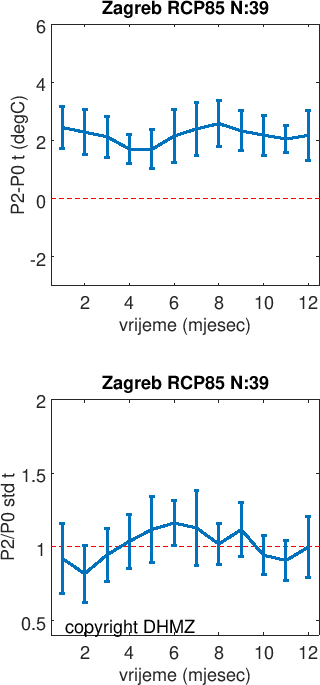 Zagreb RCP85 N:39
6
4
2
0
-2
P2-P0 t (degC)
2 4 6 8 10 12
vrijeme (mjesec)
Zagreb RCP85 N:39
2
1.5
1
0.5
P2/P0 std t
copyright DHMZ
2 4 6 8 10 12
vrijeme (mjesec)